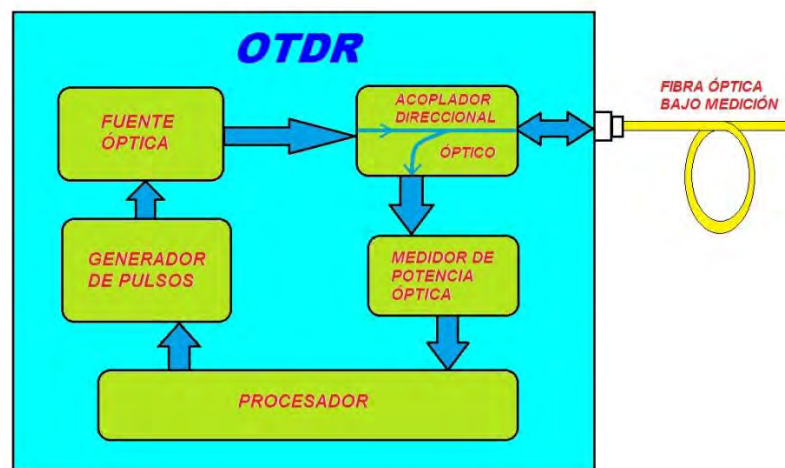 OTDR
FUENTE
ÓPTICA
ACOPLADOR
DIRECCIONAL
ÓPTICO
FIBRA ÓPTICA
BAJO MEDICIÓN
GENERADOR
DE PULSOS
MEDIDOR DE
POTENCIA
ÓPTICA
PROCESADOR